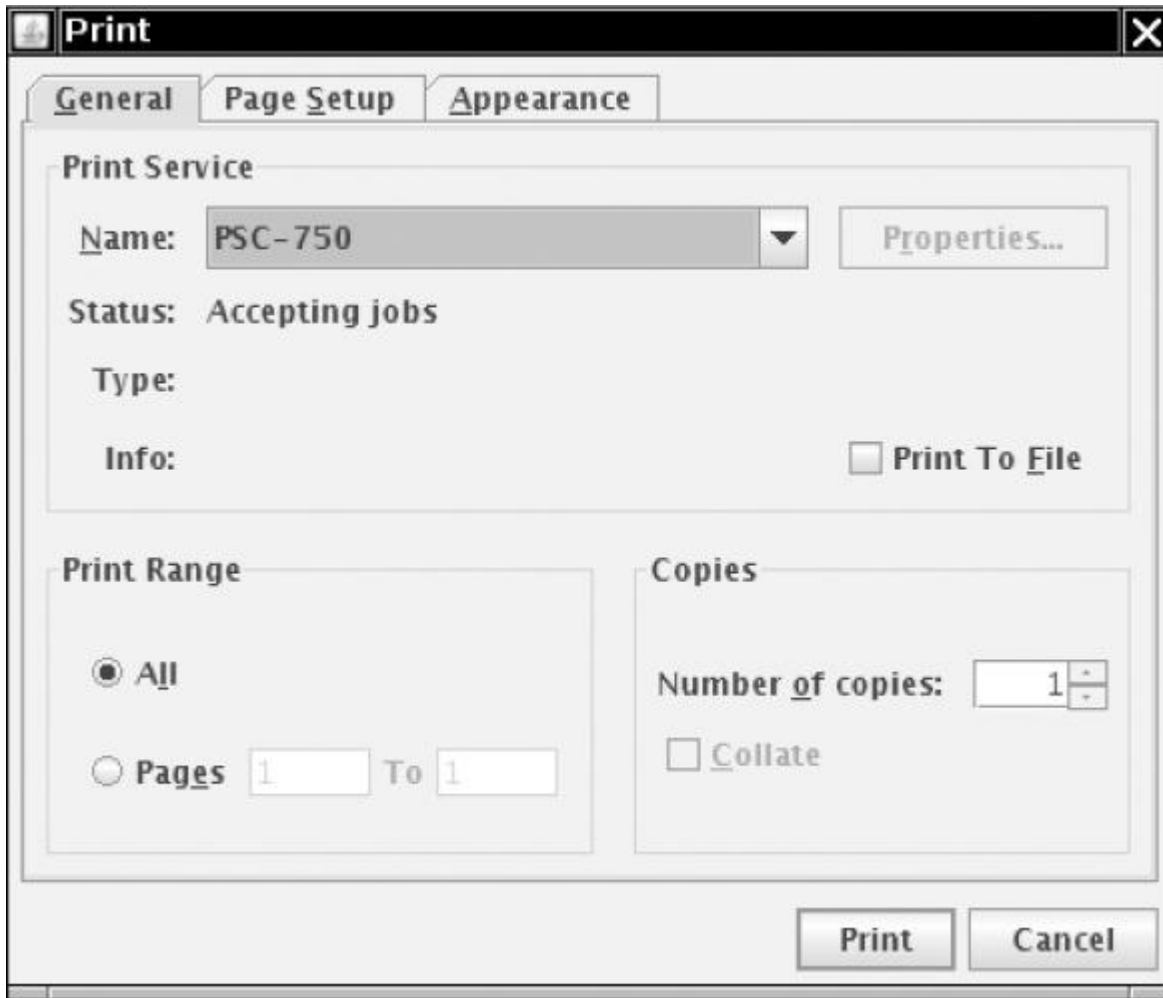 Print
General Page Setup Appearance
Print Service
Name: PSC-750 Properties...
Status: Accepting jobs
Type:
Info: Print To File
Print Range
All
Pages 1 To 1
Copies
Number of copies: 1
Collate
Print Cancel